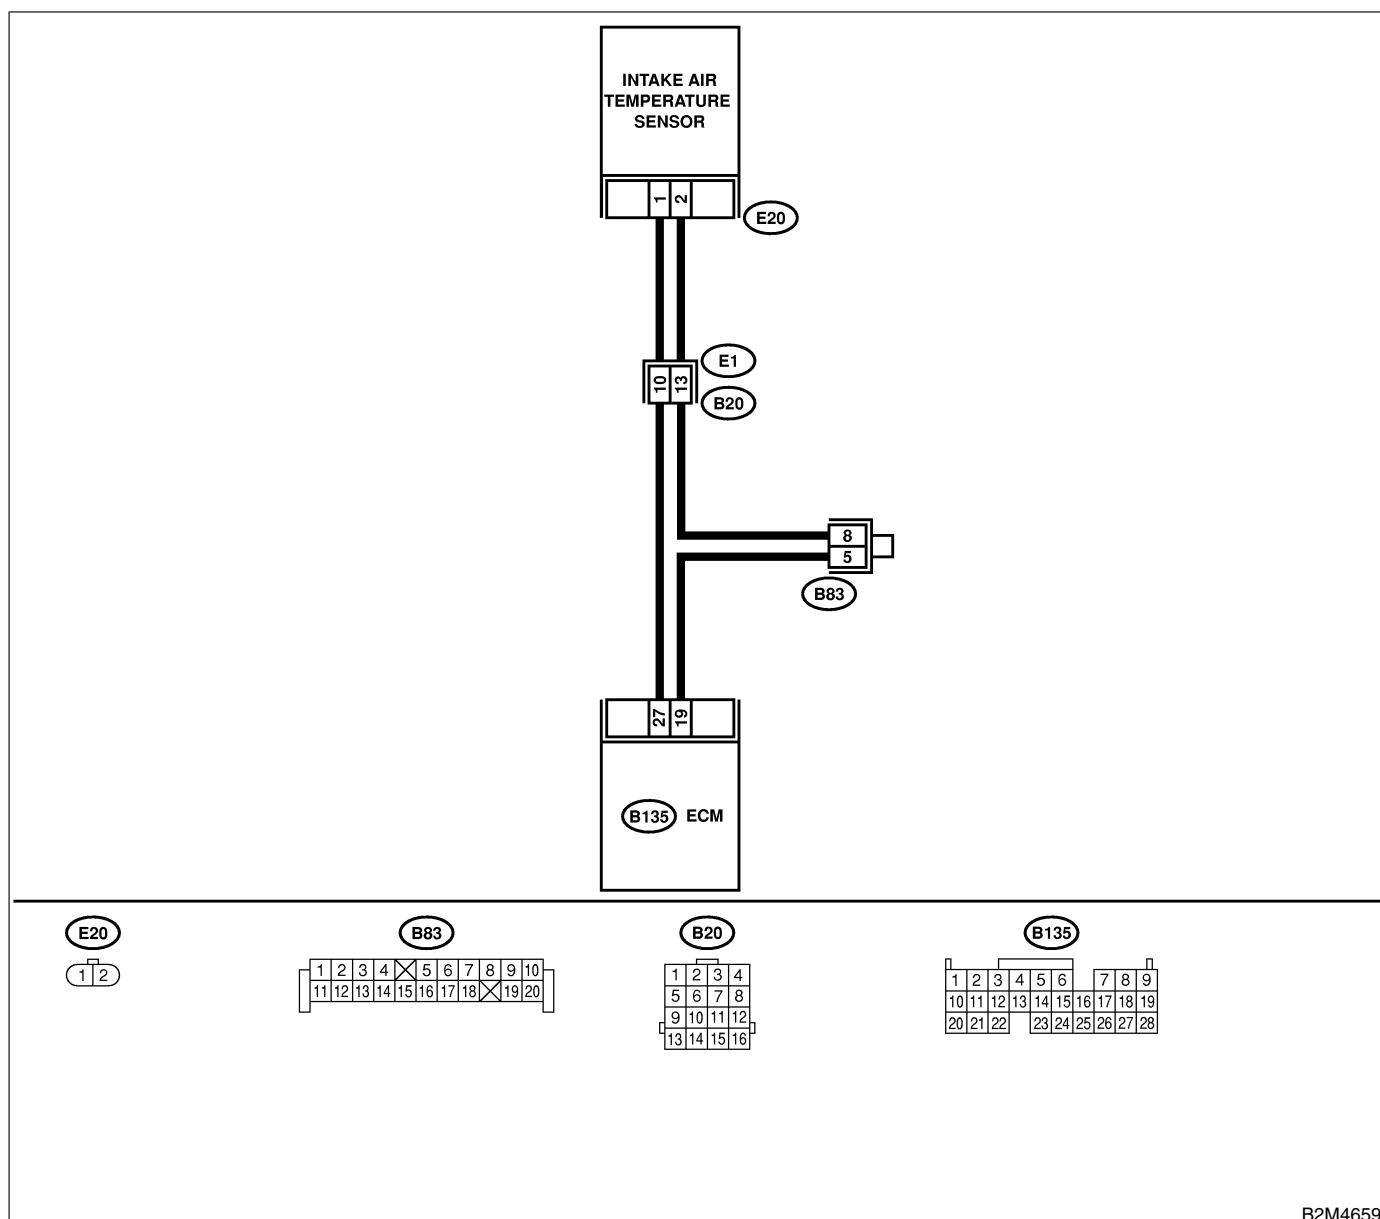 INTAKE AIR
TEMPERATURE
SENSOR
1 2
E20
E1
10 13
B20
8
5
B83
27 19
B135 ECM
E20 B83 B20 B135
1 2
1 2 3 4 5 6 7 8 9 10
11 12 13 14 15 16 17 18 19 20
1 2 3 4
5 6 7 8
9 10 11 12
13 14 15 16
1 2 3 4 5 6 7 8 9
10 11 12 13 14 15 16 17 18 19
20 21 22 23 24 25 26 27 28
B2M4659